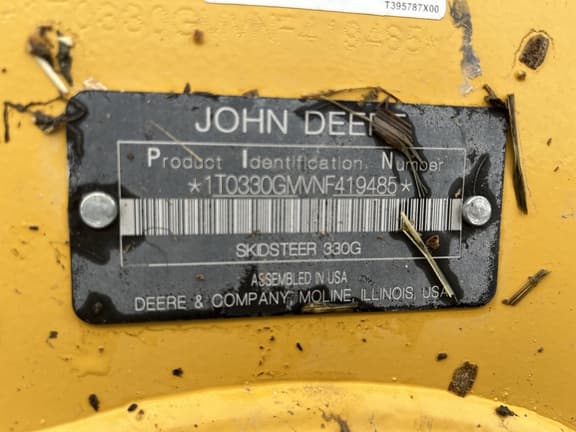 T395787X00
JOHN DEERE
Product Identification Number
*1T0330GMVNF419485*
SKIDSTEER 330G
ASSEMBLED IN USA
DEERE & COMPANY, MOLINE, ILLINOIS, USA